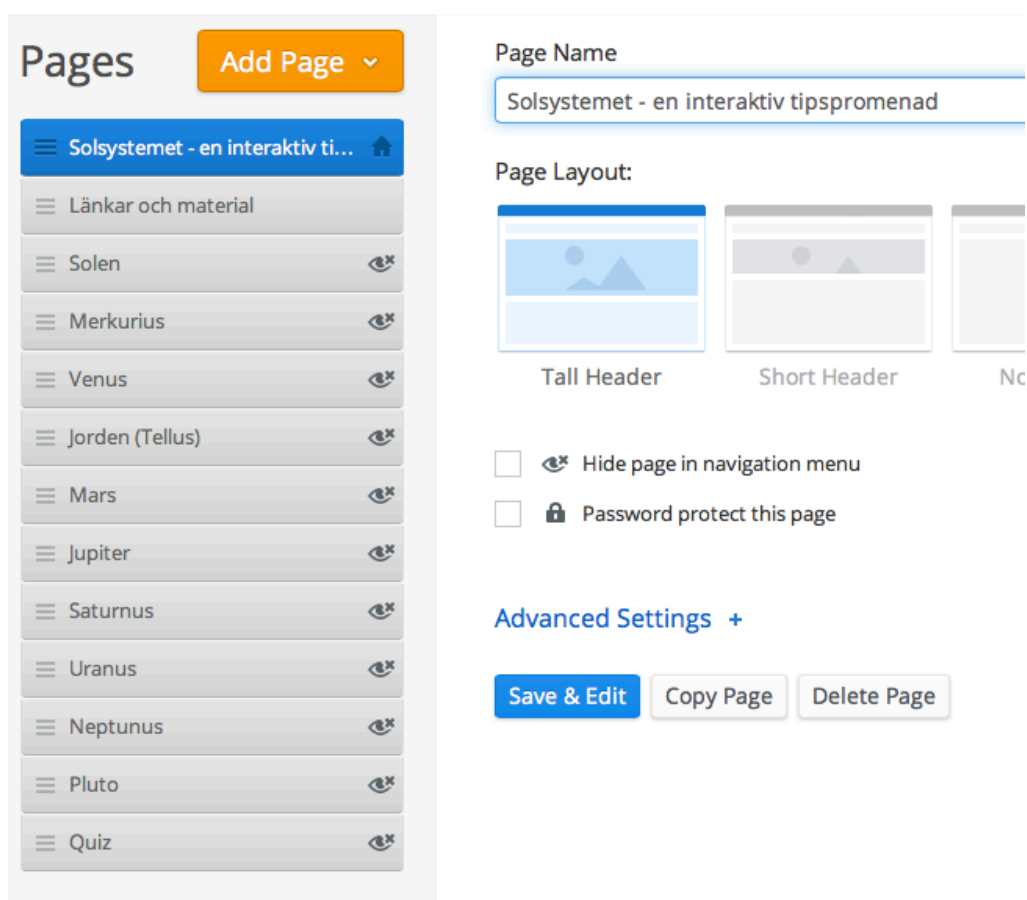 Pages
Add Page
Solsystemet - en interaktiv ti...
Länkar och material
Solen
Merkurius
Venus
Jorden (Tellus)
Mars
Jupiter
Saturnus
Uranus
Neptunus
Pluto
Quiz
Page Name
Solsystemet - en interaktiv tipspromenad
Page Layout:
Tall Header
Short Header
Hide page in navigation menu
Password protect this page
Advanced Settings +
Save & Edit
Copy Page
Delete Page